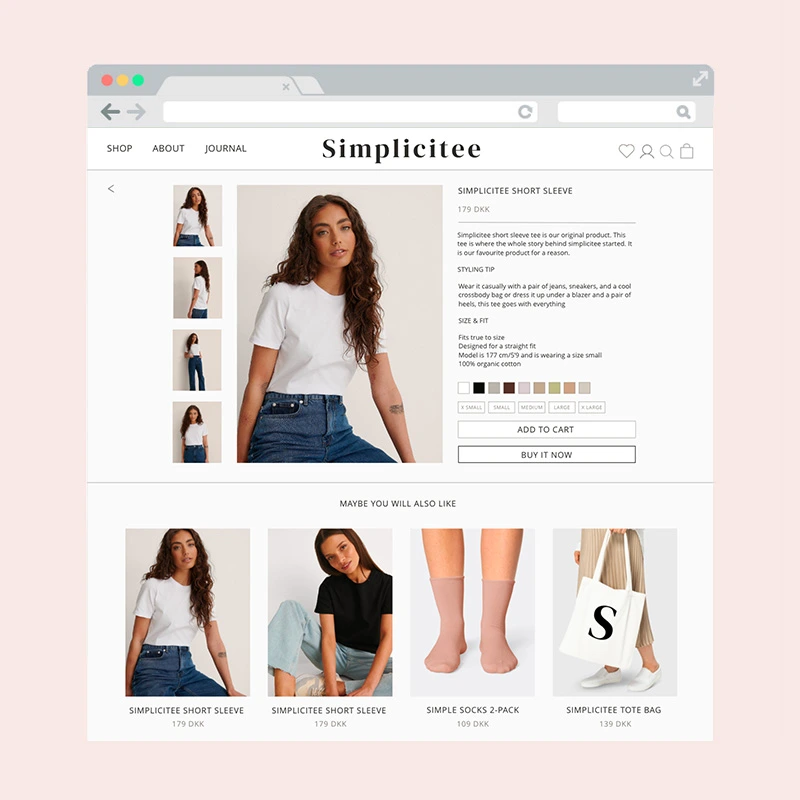 SHOP ABOUT JOURNAL Simplicitee
SIMPLICITEE SHORT SLEEVE
179 DKK
Simplicitee short sleeve tee is our original product. This
tee is where the whole story behind simplicitee started. It
is our favourite product for a reason.
STYLING TIP
Wear it casually with a pair of jeans, sneakers, and a cool
crossbody bag or dress it up under a blazer and a pair of
heels, this tee goes with everything
SIZE & FIT
Fits true to size
Designed for a straight fit
Model is 177 cm/5'9 and is wearing a size small
100% organic cotton
X SMALL SMALL MEDIUM LARGE X LARGE
ADD TO CART
BUY IT NOW
MAYBE YOU WILL ALSO LIKE
S
SIMPLICITEE SHORT SLEEVE
179 DKK
SIMPLICITEE SHORT SLEEVE
179 DKK
SIMPLE SOCKS 2-PACK
109 DKK
SIMPLICITEE TOTE BAG
139 DKK